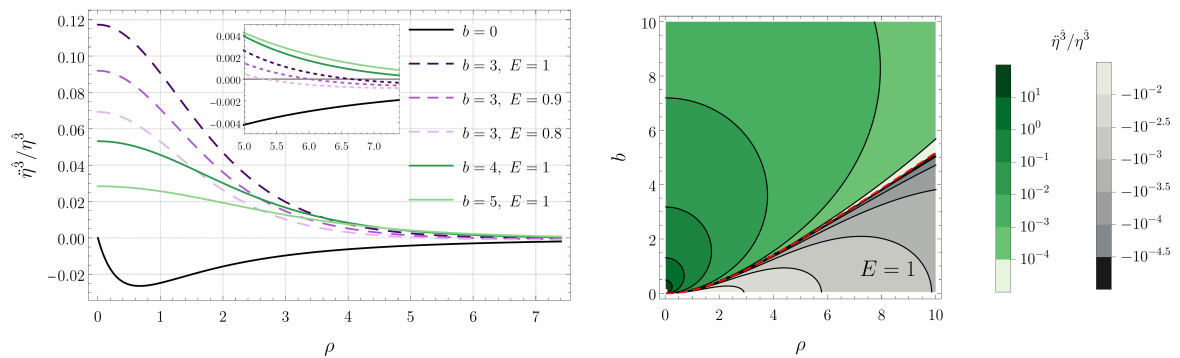 0.12
0.10
0.08
0.06
0.04
0.02
0.00
−0.02
0 1 2 3 4 5 6 7
ρ
η̈^3̂/η^3̂
0.004
0.002
0.000
−0.002
−0.004
5.0 5.5 6.0 6.5 7.0
b = 0
b = 3, E = 1
b = 3, E = 0.9
b = 3, E = 0.8
b = 4, E = 1
b = 5, E = 1
10
8
6
4
2
0
b
0 2 4 6 8 10
ρ
E = 1
η̈^3̂/η^3̂
10^1
10^0
10^−1
10^−2
10^−3
10^−4
−10^−2
−10^−2.5
−10^−3
−10^−3.5
−10^−4
−10^−4.5